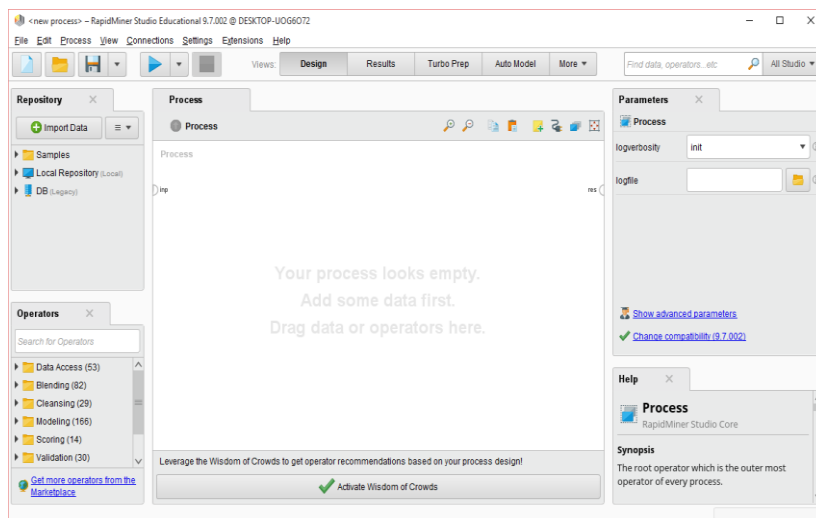 <new process> – RapidMiner Studio Educational 9.7.002 @ DESKTOP-UOG6O72
File Edit Process View Connections Settings Extensions Help
Views: Design Results Turbo Prep Auto Model More Find data, operators...etc All Studio
Repository
Import Data
Samples
Local Repository (Local)
DB (Legacy)
Operators
Search for Operators
Data Access (53)
Blending (82)
Cleansing (29)
Modeling (166)
Scoring (14)
Validation (30)
Get more operators from the
Marketplace
Process
Process
Process
inp
res
Your process looks empty.
Add some data first.
Drag data or operators here.
Leverage the Wisdom of Crowds to get operator recommendations based on your process design!
Activate Wisdom of Crowds
Parameters
Process
logverbosity init
logfile
Show advanced parameters
Change compatibility (9.7.002)
Help
Process
RapidMiner Studio Core
Synopsis
The root operator which is the outer most
operator of every process.